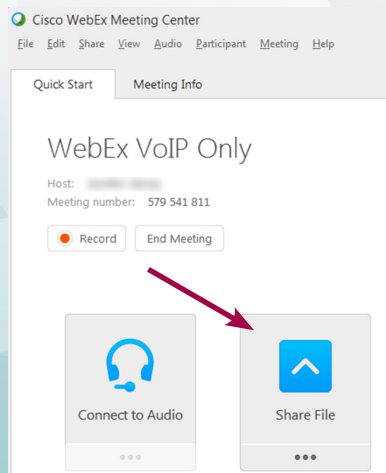 Cisco WebEx Meeting Center
File Edit Share View Audio Participant Meeting Help
Quick Start Meeting Info
WebEx VoIP Only
Host:
Meeting number: 579 541 811
Record End Meeting
Connect to Audio Share File